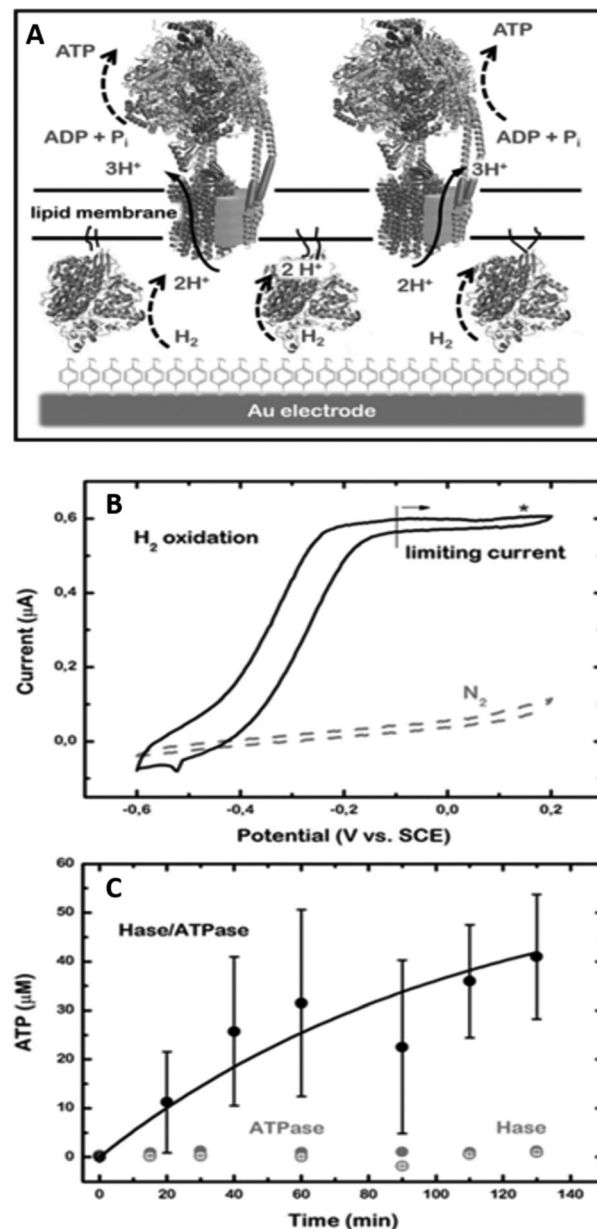 A
ATP
ATP
ADP + Pi
ADP + Pi
3H⁺
3H⁺
lipid membrane
2H⁺
2 H⁺
2H⁺
H₂
H₂
H₂
Au electrode
B
H₂ oxidation
*
limiting current
N₂
Current (μA)
0,6
0,4
0,2
0,0
-0,6
-0,4
-0,2
0,0
0,2
Potential (V vs. SCE)
C
Hase/ATPase
ATPase
Hase
ATP (μM)
60
50
40
30
20
10
0
0
20
40
60
80
100
120
140
Time (min)